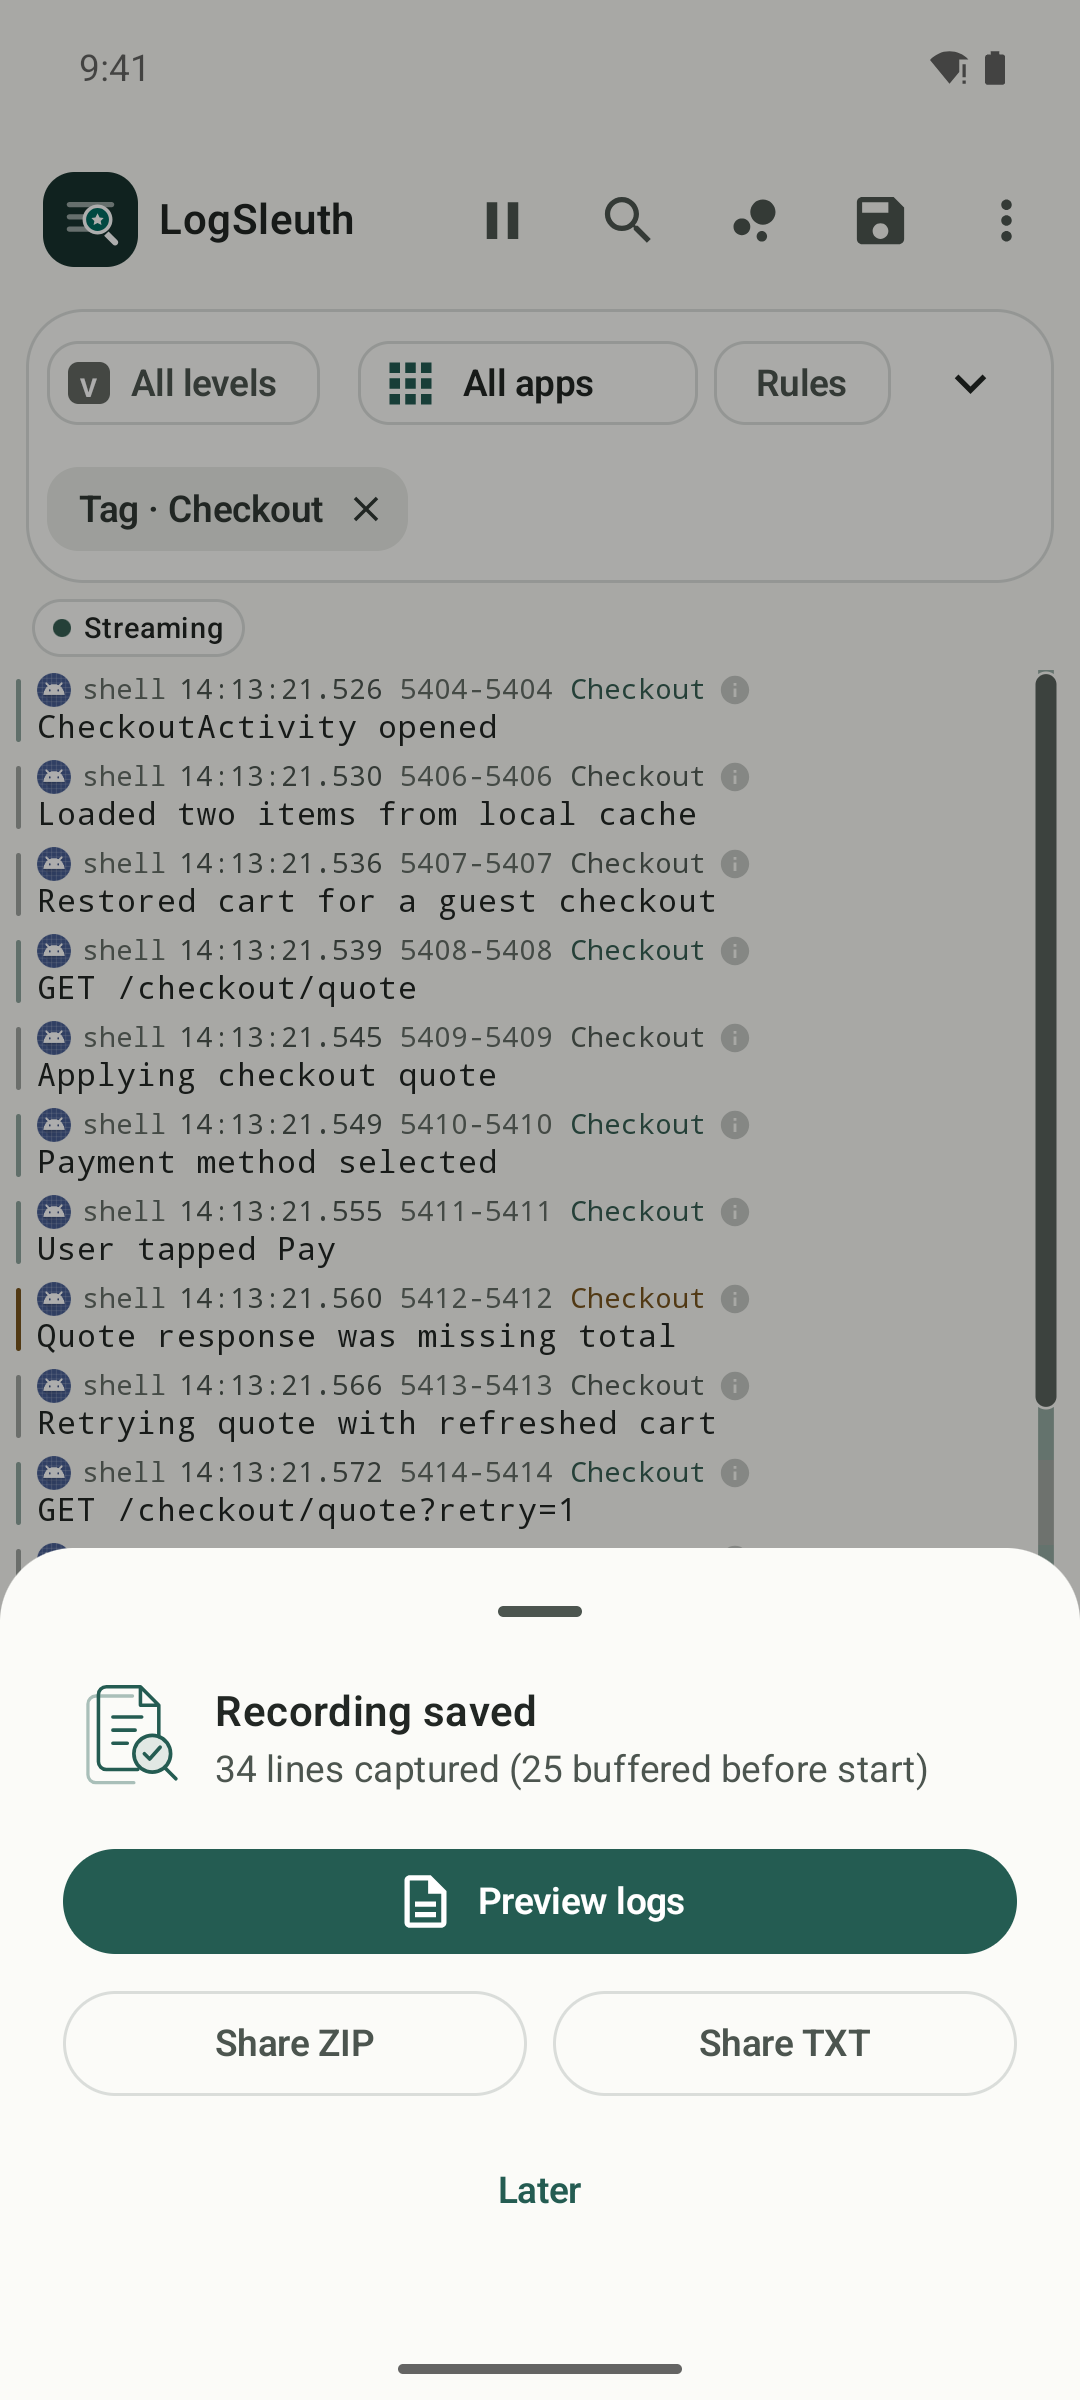 9:41
LogSleuth
V All levels
All apps
Rules
Tag · Checkout
Streaming
shell 14:13:21.526 5404-5404 Checkout
CheckoutActivity opened
shell 14:13:21.530 5406-5406 Checkout
Loaded two items from local cache
shell 14:13:21.536 5407-5407 Checkout
Restored cart for a guest checkout
shell 14:13:21.539 5408-5408 Checkout
GET /checkout/quote
shell 14:13:21.545 5409-5409 Checkout
Applying checkout quote
shell 14:13:21.549 5410-5410 Checkout
Payment method selected
shell 14:13:21.555 5411-5411 Checkout
User tapped Pay
shell 14:13:21.560 5412-5412 Checkout
Quote response was missing total
shell 14:13:21.566 5413-5413 Checkout
Retrying quote with refreshed cart
shell 14:13:21.572 5414-5414 Checkout
GET /checkout/quote?retry=1
Recording saved
34 lines captured (25 buffered before start)
Preview logs
Share ZIP
Share TXT
Later